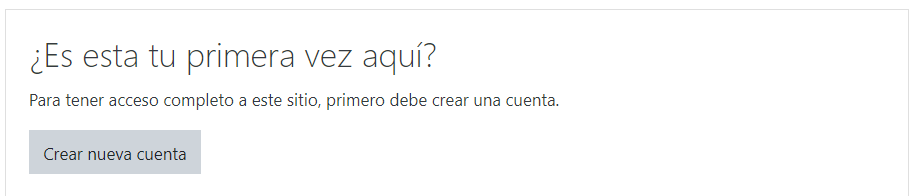 ¿Es esta tu primera vez aquí?
Para tener acceso completo a este sitio, primero debe crear una cuenta.
Crear nueva cuenta